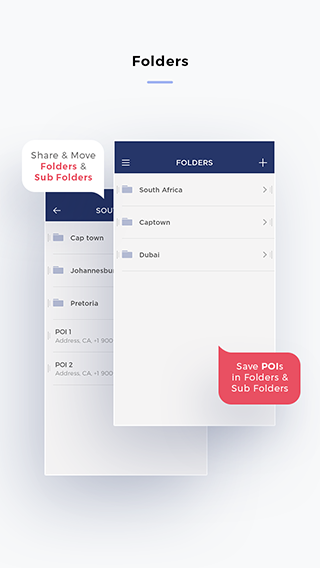 Folders
Share & Move
Folders &
Sub Folders
FOLDERS
South Africa
Captown
Dubai
SOU
Cap town
Johannesbu
Pretoria
POI 1
Address, CA, +1 900
POI 2
Address, CA, +1 900
Save POIs
in Folders &
Sub Folders